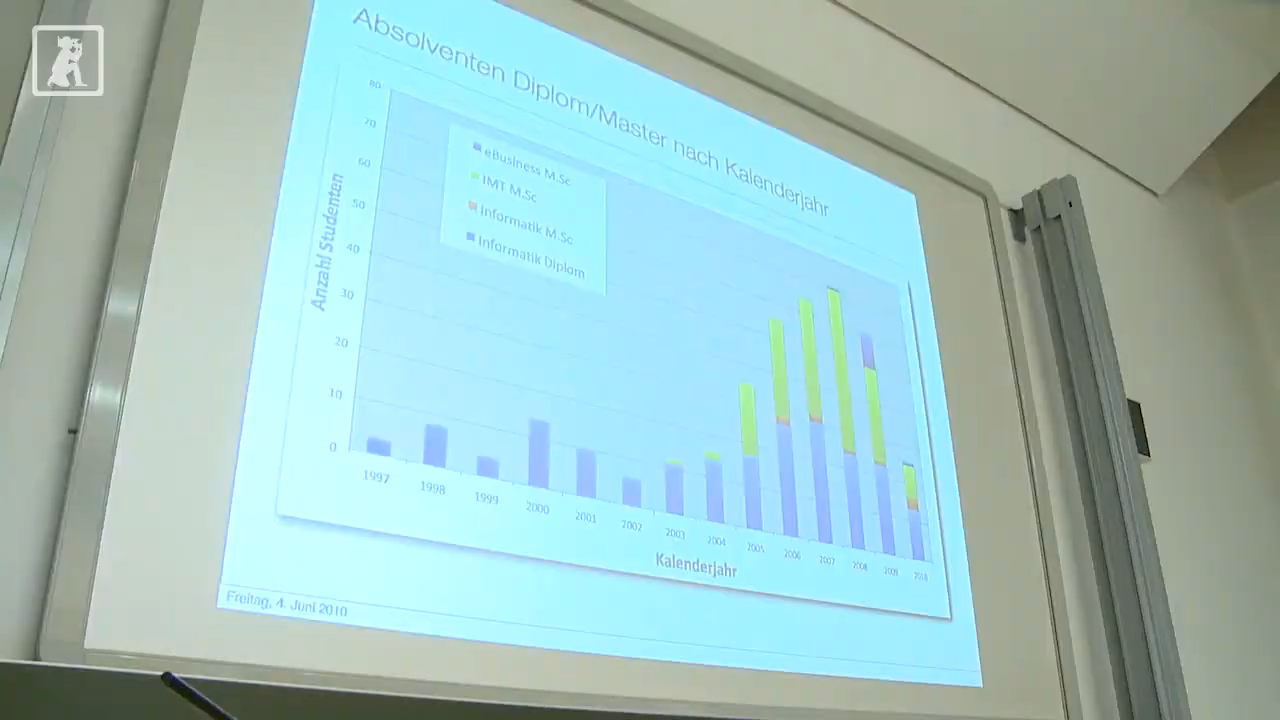 Absolventen Diplom/Master nach Kalenderjahr
80
70
60
50
40
30
20
10
0
Anzahl Studenten
eBusiness M.Sc
IMT M.Sc
Informatik M.Sc
Informatik Diplom
1997 1998 1999 2000 2001 2002 2003 2004 2005 2006 2007 2008 2009 2010
Kalenderjahr
Freitag, 4. Juni 2010